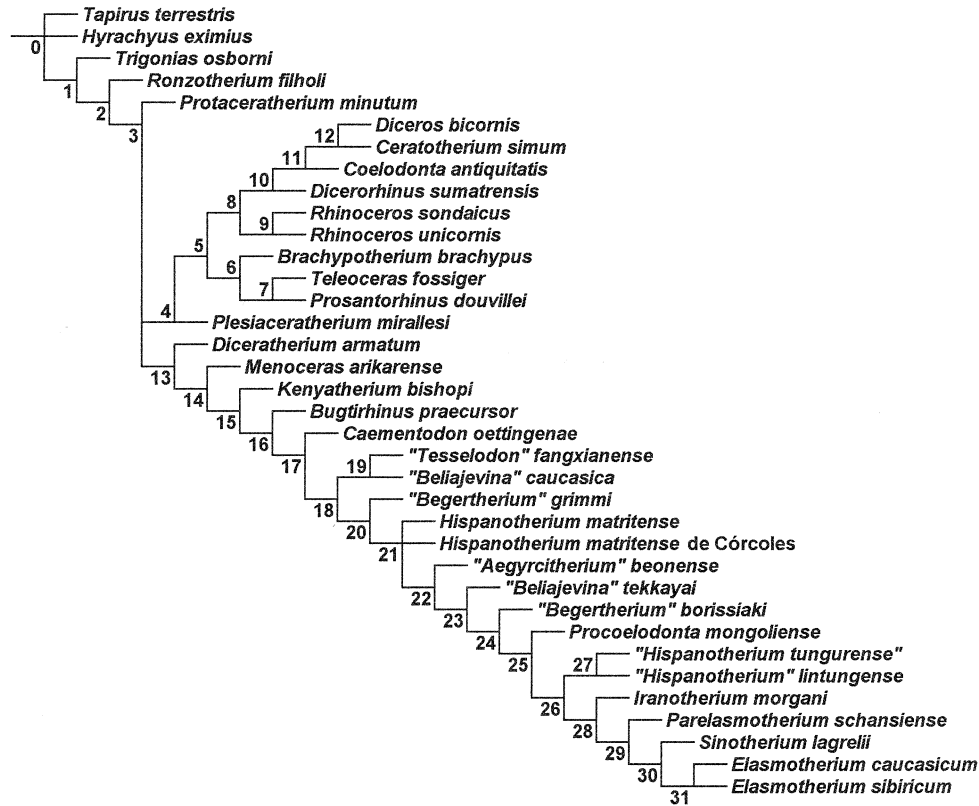 Tapirus terrestris
Hyrachyus eximius
0
Trigonias osborni
Ronzotherium filholi
1
Protaceratherium minutum
2
Diceros bicornis
3
12
Ceratotherium simum
11
Coelodonta antiquitatis
10
Dicerorhinus sumatrensis
8
Rhinoceros sondaicus
9
Rhinoceros unicornis
5
Brachypotherium brachypus
6
Teleoceras fossiger
7
Prosantorhinus douvillei
4
Plesiaceratherium mirallesi
Diceratherium armatum
Menoceras arikarense
13
Kenyatherium bishopi
14
Bugtirhinus praecursor
15
Caementodon oettingenae
16
"Tesselodon" fangxianense
17
19
"Beliajevina" caucasica
"Begertherium" grimmi
18
Hispanotherium matritense
20
Hispanotherium matritense de Córcoles
21
"Aegyrcitherium" beonense
"Beliajevina" tekkayai
22
"Begertherium" borissiaki
23
Procoelodonta mongoliense
24
"Hispanotherium tungurense"
25
27
"Hispanotherium" lintungense
Iranotherium morgani
26
Parelasmotherium schansiense
28
Sinotherium lagrelii
29
Elasmotherium caucasicum
30
Elasmotherium sibiricum
31